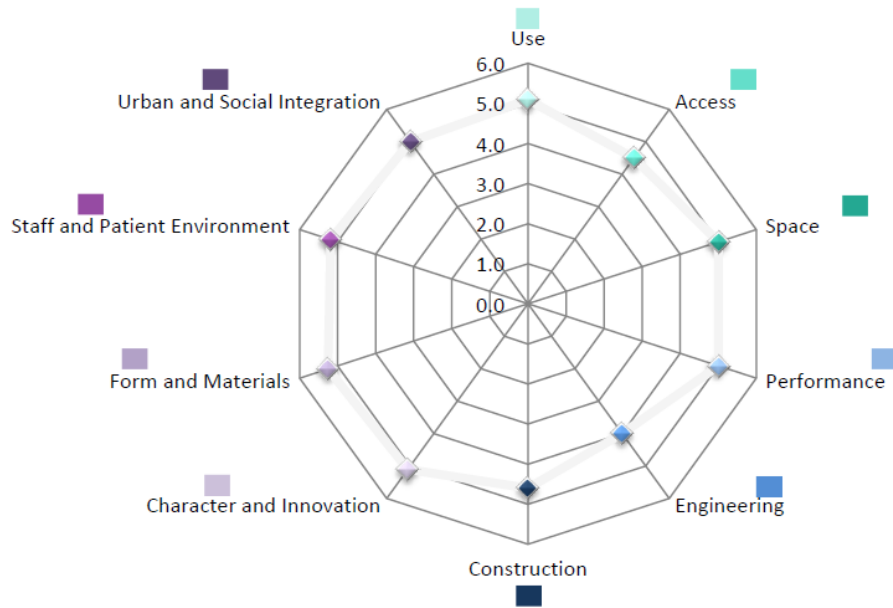 Use
6.0
Urban and Social Integration
Access
5.0
4.0
3.0
Staff and Patient Environment
Space
2.0
1.0
0.0
Form and Materials
Performance
Character and Innovation
Engineering
Construction